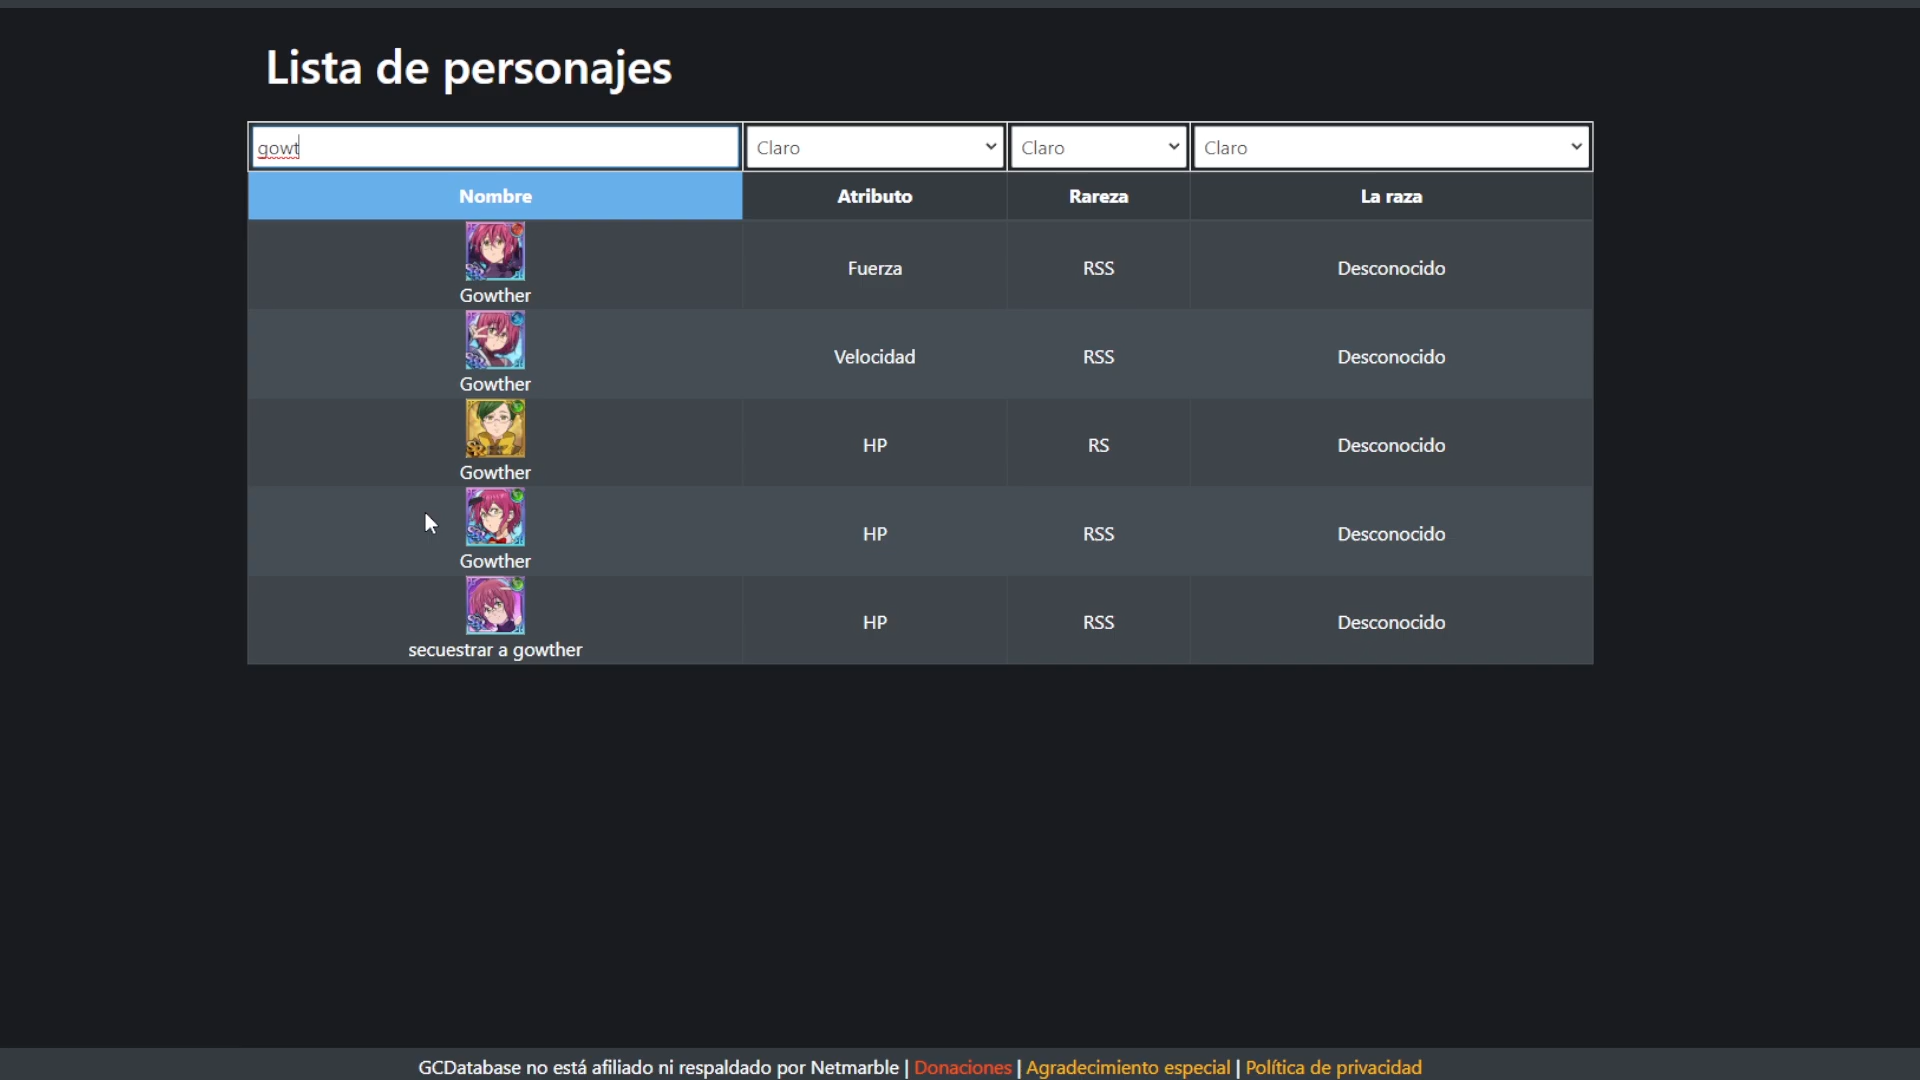 Lista de personajes
gowt Claro Claro Claro
Nombre Atributo Rareza La raza
Gowther Fuerza RSS Desconocido
Gowther Velocidad RSS Desconocido
Gowther HP RS Desconocido
Gowther HP RSS Desconocido
secuestrar a gowther HP RSS Desconocido
GCDatabase no está afiliado ni respaldado por Netmarble | Donaciones | Agradecimiento especial | Política de privacidad